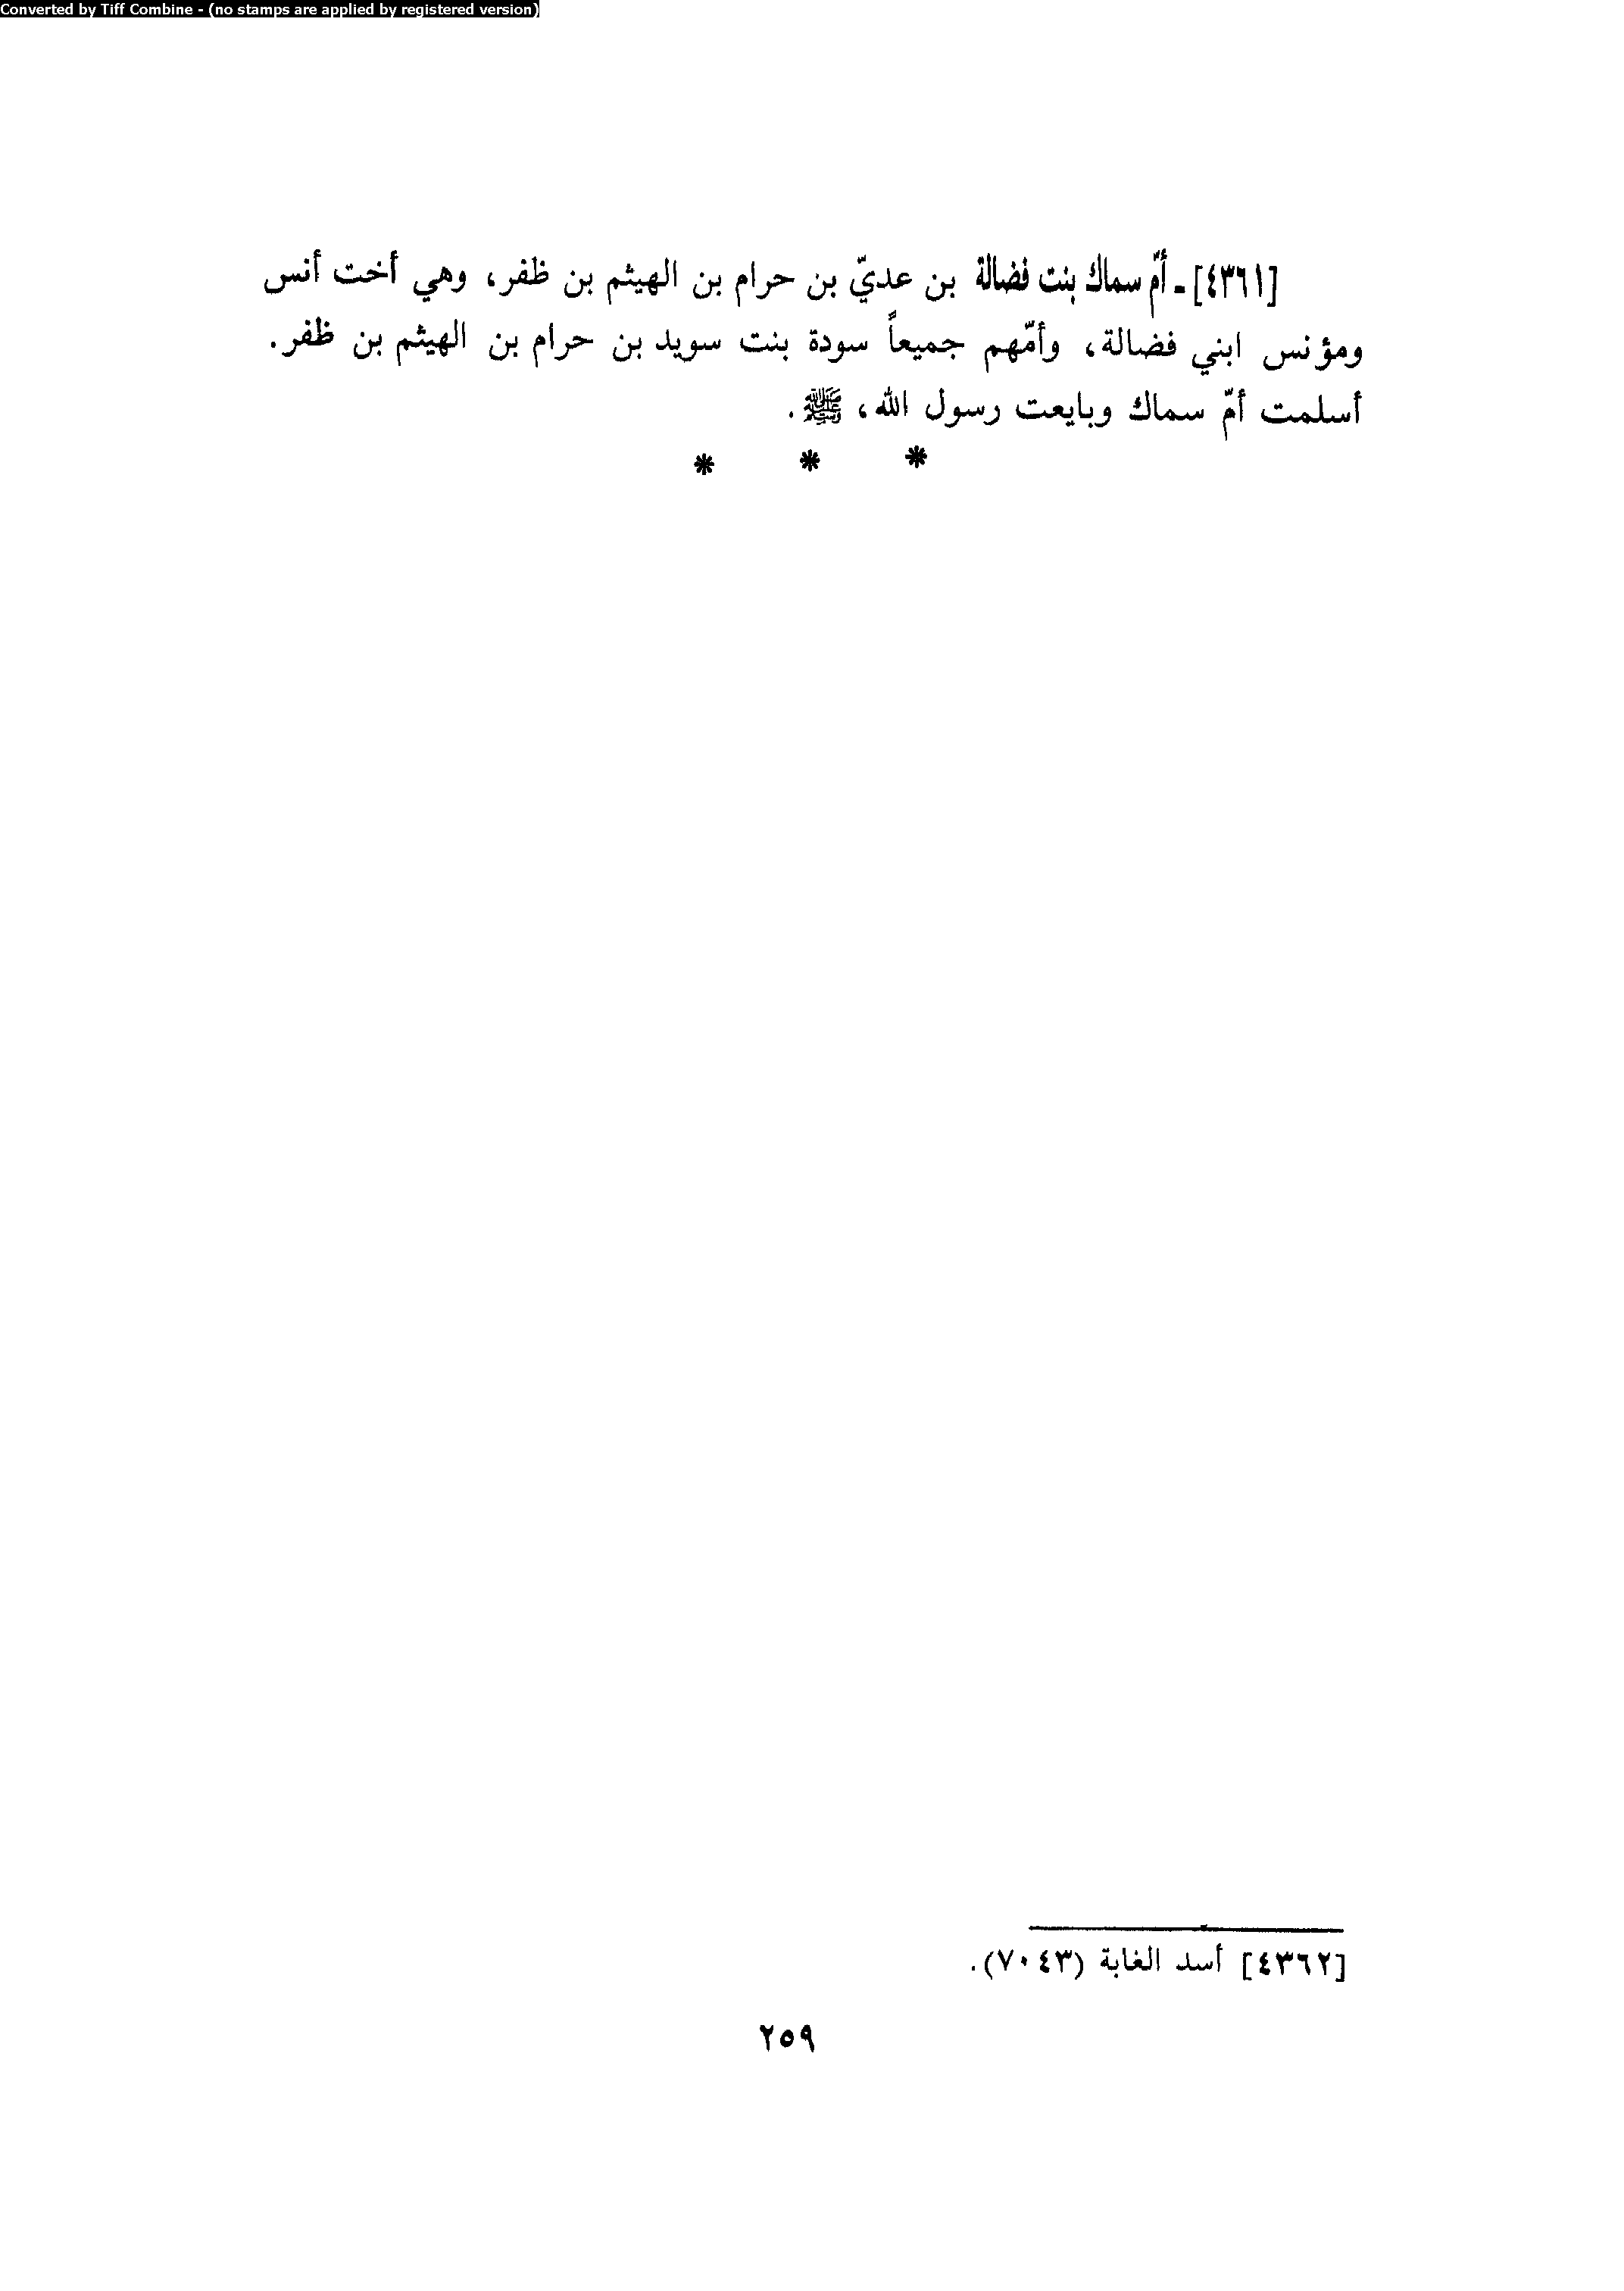 Converted by Tiff Combine - (no stamps are applied by registered version)
[٤٣٦١] - أمّ سماك بنت فضالة بن عديّ بن حرام بن الهيثم بن ظفر، وهي أخت أنس
ومؤنس ابني فضالة، وأمّهم جميعاً سودة بنت سويد بن حرام بن الهيثم بن ظفر.
أسلمت أمّ سماك وبايعت رسول الله، ﷺ.
* * *
[٤٣٦٢] أسد الغابة (٧٠٤٣).
٢٥٩